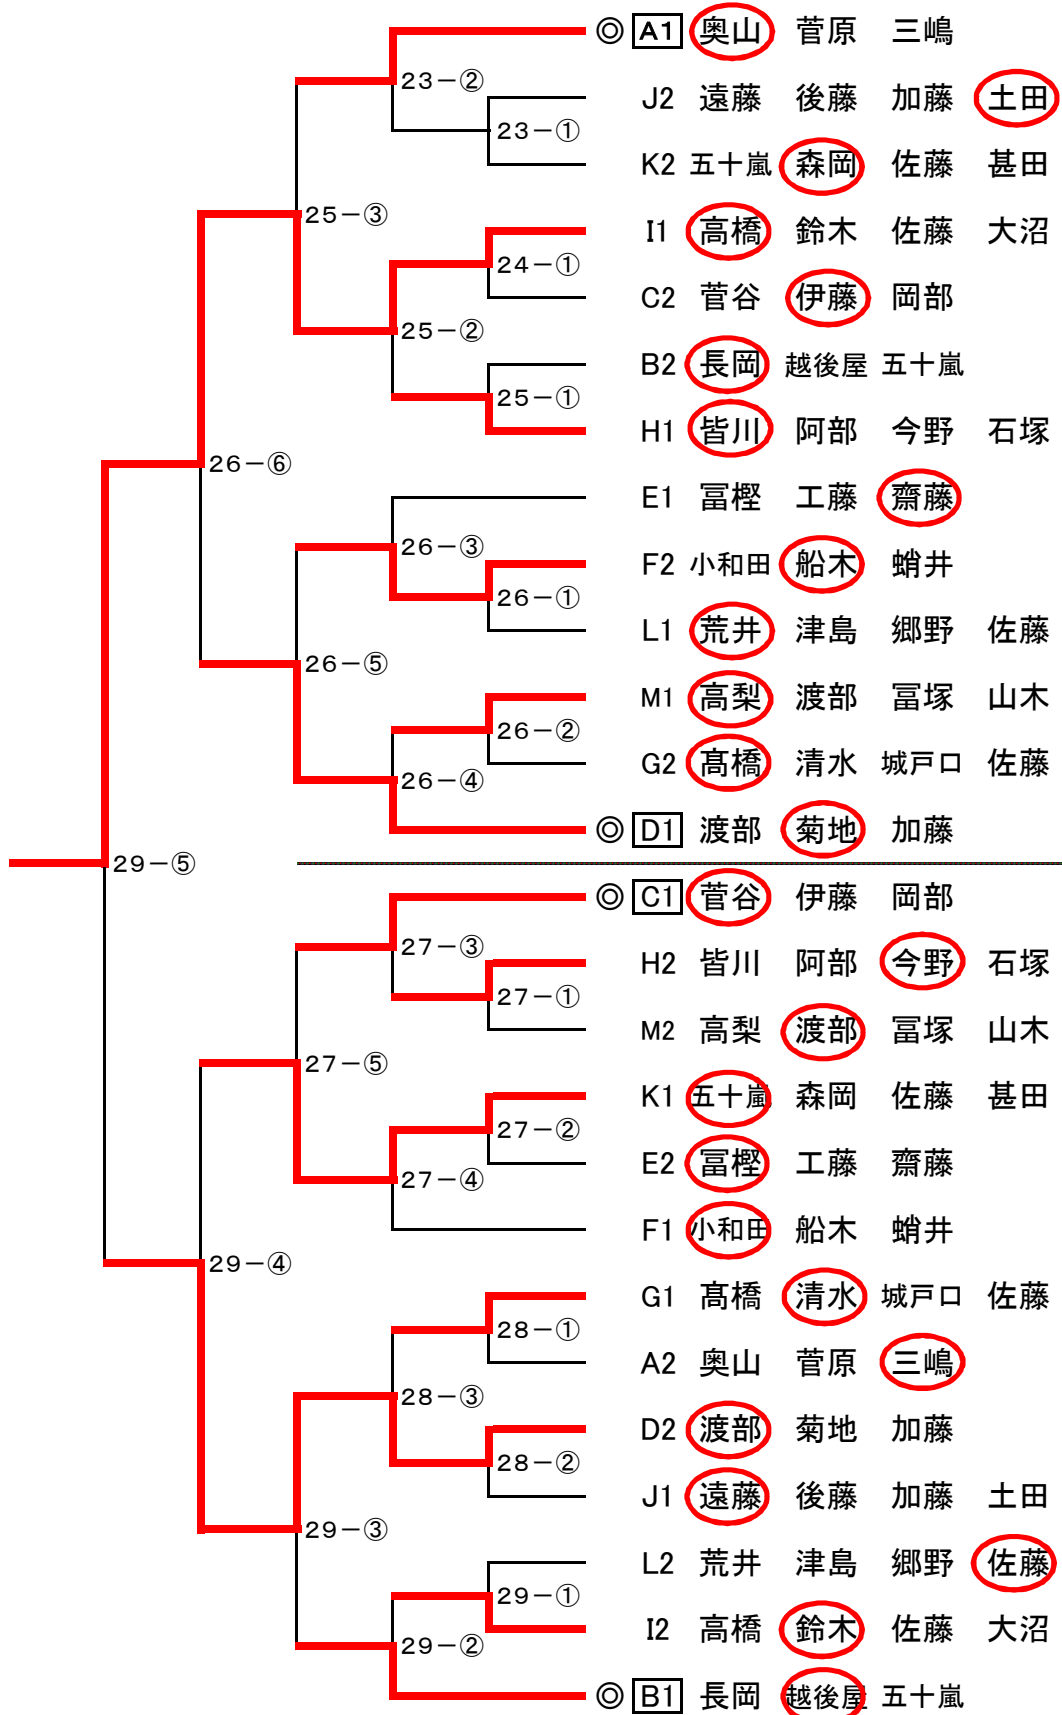 ◎ A1 奥山 菅原 三嶋
23－②
J2 遠藤 後藤 加藤 土田
23－①
K2 五十嵐 森岡 佐藤 甚田
25－③
I1 高橋 鈴木 佐藤 大沼
24－①
C2 菅谷 伊藤 岡部
25－②
B2 長岡 越後屋 五十嵐
25－①
H1 皆川 阿部 今野 石塚
26－⑥
E1 冨樫 工藤 齋藤
26－③
F2 小和田 船木 蛸井
26－①
L1 荒井 津島 郷野 佐藤
26－⑤
M1 高梨 渡部 冨塚 山木
26－②
G2 髙橋 清水 城戸口 佐藤
26－④
◎ D1 渡部 菊地 加藤
29－⑤
◎ C1 菅谷 伊藤 岡部
27－③
H2 皆川 阿部 今野 石塚
27－①
M2 高梨 渡部 冨塚 山木
27－⑤
K1 五十嵐 森岡 佐藤 甚田
27－②
E2 冨樫 工藤 齋藤
27－④
F1 小和田 船木 蛸井
29－④
G1 髙橋 清水 城戸口 佐藤
28－①
A2 奥山 菅原 三嶋
28－③
D2 渡部 菊地 加藤
28－②
J1 遠藤 後藤 加藤 土田
29－③
L2 荒井 津島 郷野 佐藤
29－①
I2 高橋 鈴木 佐藤 大沼
29－②
◎ B1 長岡 越後屋 五十嵐